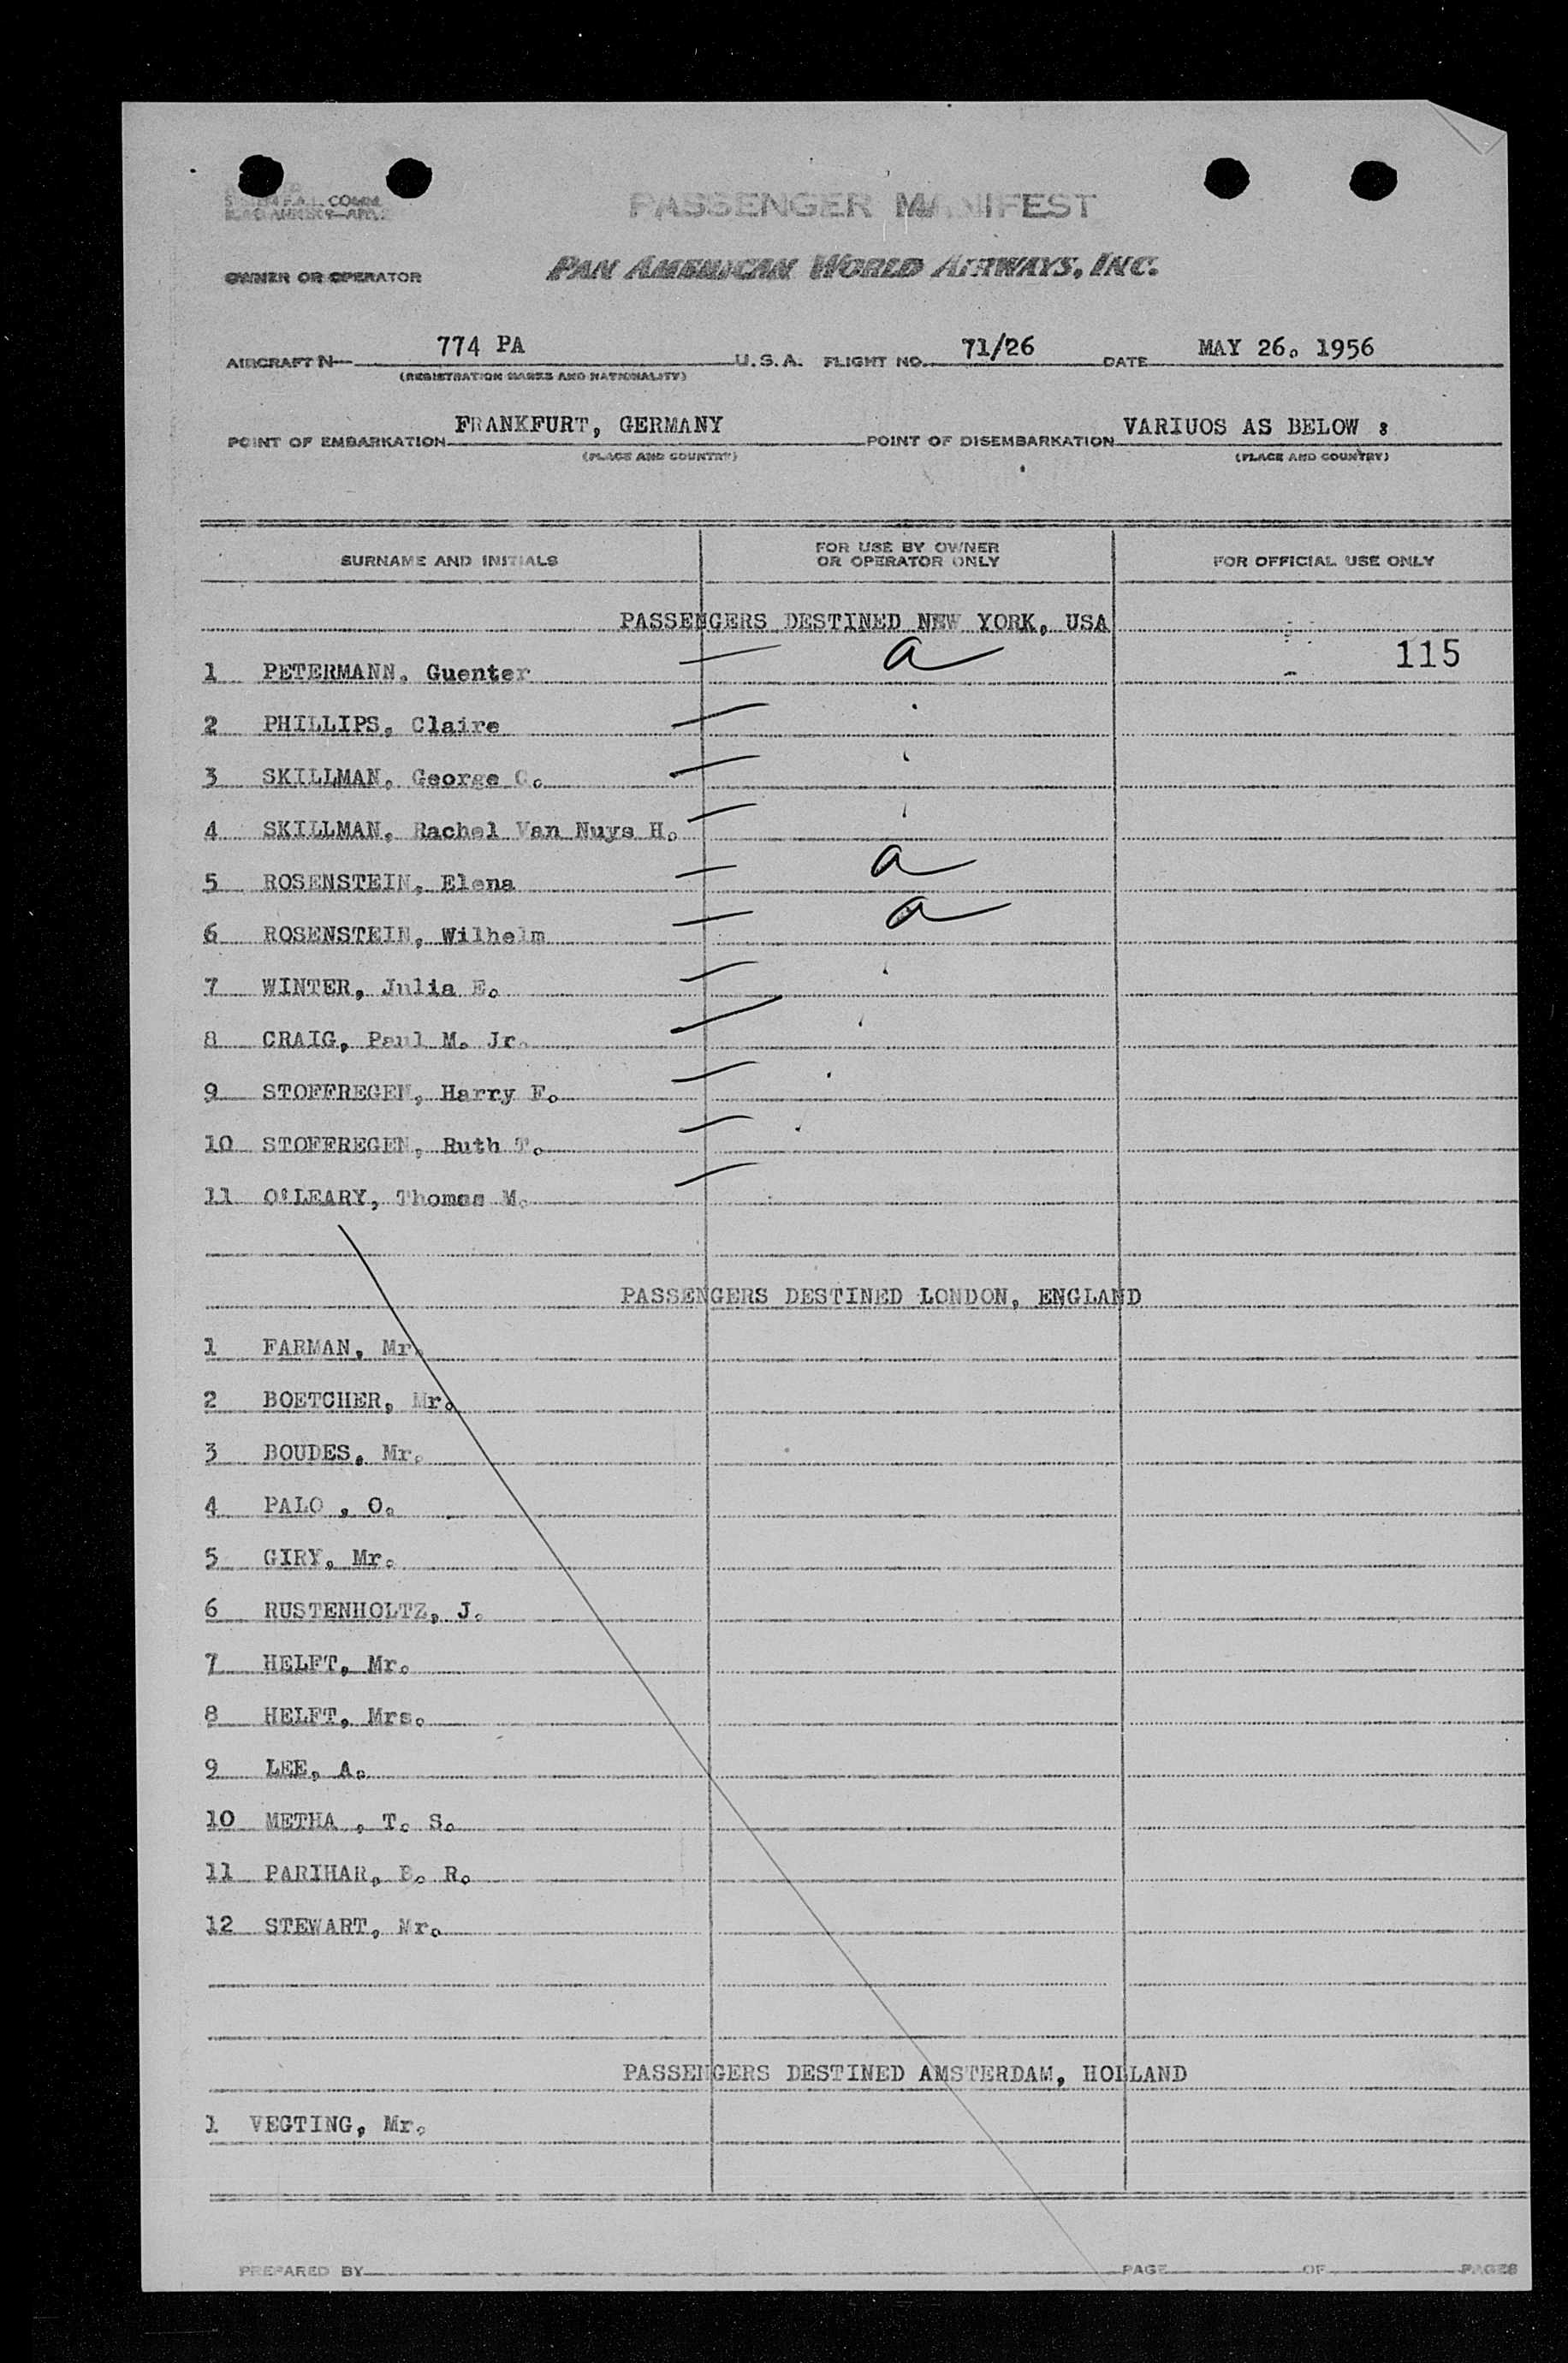 SYSTEM F.A.L. COMM.
PASSENGER MANIFEST
OWNER OR OPERATOR PAN AMERICAN WORLD AIRWAYS, INC.
AIRCRAFT N 774 PA U.S.A. FLIGHT NO. 71/26 DATE MAY 26. 1956
(REGISTRATION MARKS AND NATIONALITY)
POINT OF EMBARKATION FRANKFURT, GERMANY POINT OF DISEMBARKATION VARIUOS AS BELOW :
(PLACE AND COUNTRY) (PLACE AND COUNTRY)
SURNAME AND INITIALS FOR USE BY OWNER OR OPERATOR ONLY FOR OFFICIAL USE ONLY
PASSENGERS DESTINED NEW YORK, USA
1 PETERMANN, Guenter a 115
2 PHILLIPS, Claire
3 SKILLMAN, George C.
4 SKILLMAN, Rachel Van Nuys H.
5 ROSENSTEIN, Elena a
6 ROSENSTEIN, Wilhelm a
7 WINTER, Julia E.
8 CRAIG, Paul M. Jr.
9 STOFFREGEN, Harry F.
10 STOFFREGEN, Ruth T.
11 O'LEARY, Thomas M.
PASSENGERS DESTINED LONDON, ENGLAND
1 FARMAN, Mr.
2 BOETCHER, Mr.
3 BOUDES, Mr.
4 PALO , O.
5 GIRY, Mr.
6 RUSTENHOLTZ, J.
7 HELFT, Mr.
8 HELFT, Mrs.
9 LEE, A.
10 METHA , T. S.
11 PARIHAR, B. R.
12 STEWART, Mr.
PASSENGERS DESTINED AMSTERDAM, HOLLAND
1 VEGTING, Mr.
PREPARED BY PAGE OF PAGES